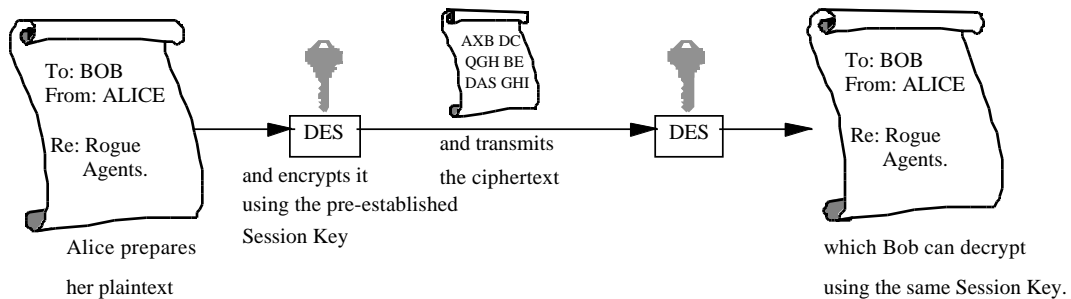 To: BOB
From: ALICE
Re: Rogue
Agents.
Alice prepares
her plaintext
DES
and encrypts it
using the pre-established
Session Key
AXB DC
QGH BE
DAS GHI
and transmits
the ciphertext
DES
To: BOB
From: ALICE
Re: Rogue
Agents.
which Bob can decrypt
using the same Session Key.